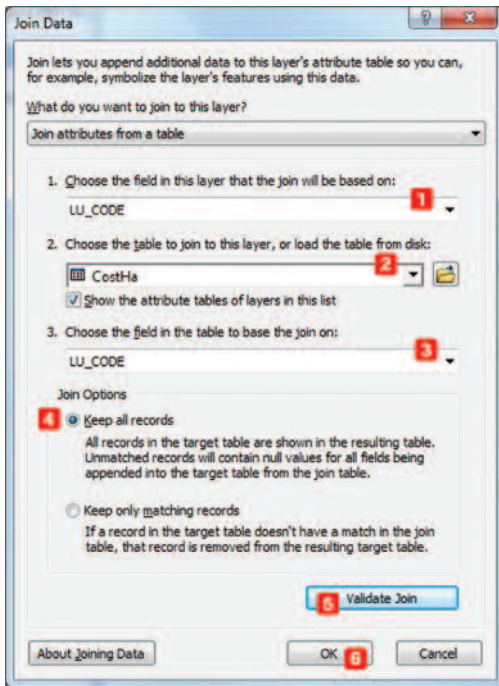 Join Data
Join lets you append additional data to this layer's attribute table so you can,
for example, symbolize the layer's features using this data.
What do you want to join to this layer?
Join attributes from a table
1. Choose the field in this layer that the join will be based on:
LU_CODE 1
2. Choose the table to join to this layer, or load the table from disk:
CostHa 2
Show the attribute tables of layers in this list
3. Choose the field in the table to base the join on:
LU_CODE 3
Join Options
4 Keep all records
All records in the target table are shown in the resulting table.
Unmatched records will contain null values for all fields being
appended into the target table from the join table.
Keep only matching records
If a record in the target table doesn't have a match in the join
table, that record is removed from the resulting target table.
5 Validate Join
About Joining Data OK 6 Cancel